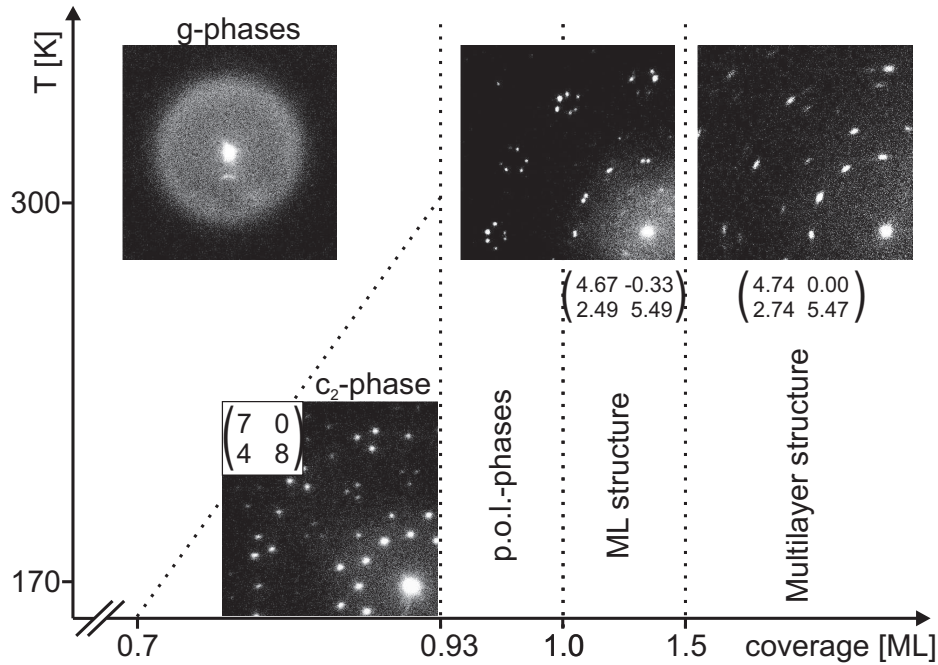 g-phases
T [K]
300
(4.67 -0.33
2.49 5.49)
(4.74 0.00
2.74 5.47)
c₂-phase
(7 0
4 8)
p.o.l.-phases
ML structure
Multilayer structure
170
0.7 0.93 1.0 1.5 coverage [ML]